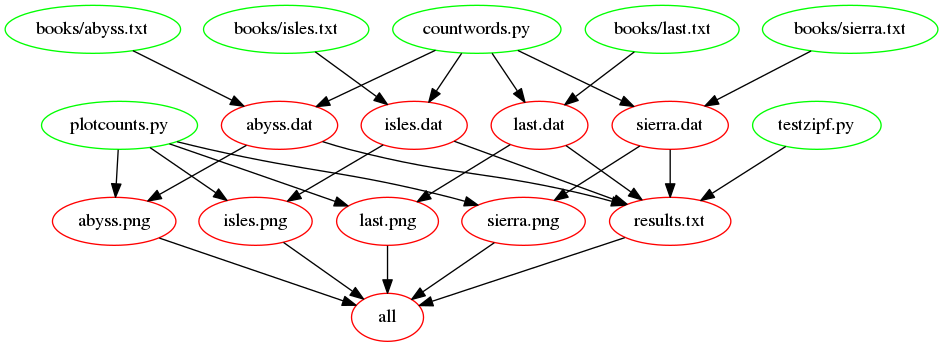 books/abyss.txt
books/isles.txt
countwords.py
books/last.txt
books/sierra.txt
plotcounts.py
abyss.dat
isles.dat
last.dat
sierra.dat
testzipf.py
abyss.png
isles.png
last.png
sierra.png
results.txt
all